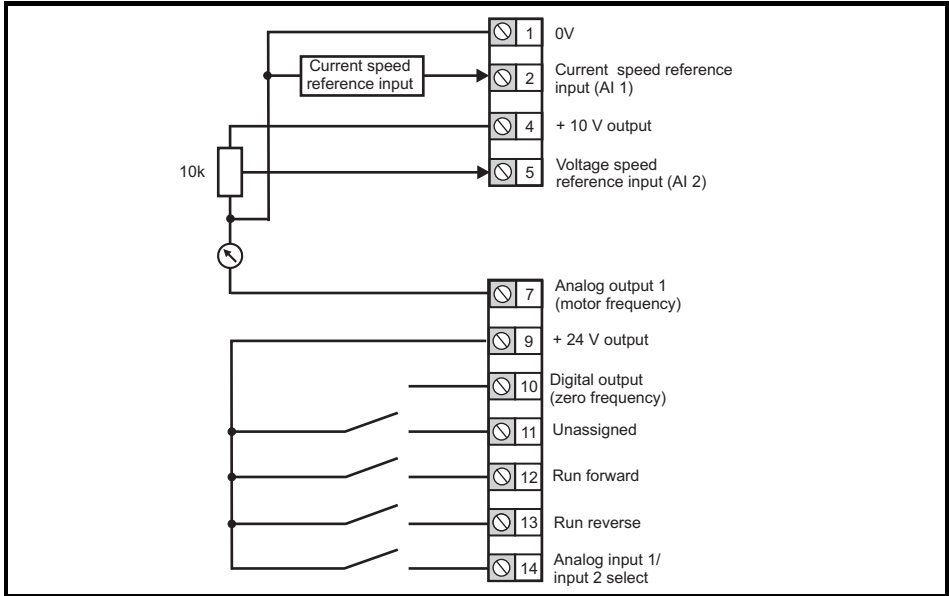 1 0V
Current speed
reference input
2 Current speed reference
input (AI 1)
4 + 10 V output
10k
5 Voltage speed
reference input (AI 2)
7 Analog output 1
(motor frequency)
9 + 24 V output
10 Digital output
(zero frequency)
11 Unassigned
12 Run forward
13 Run reverse
14 Analog input 1/
input 2 select